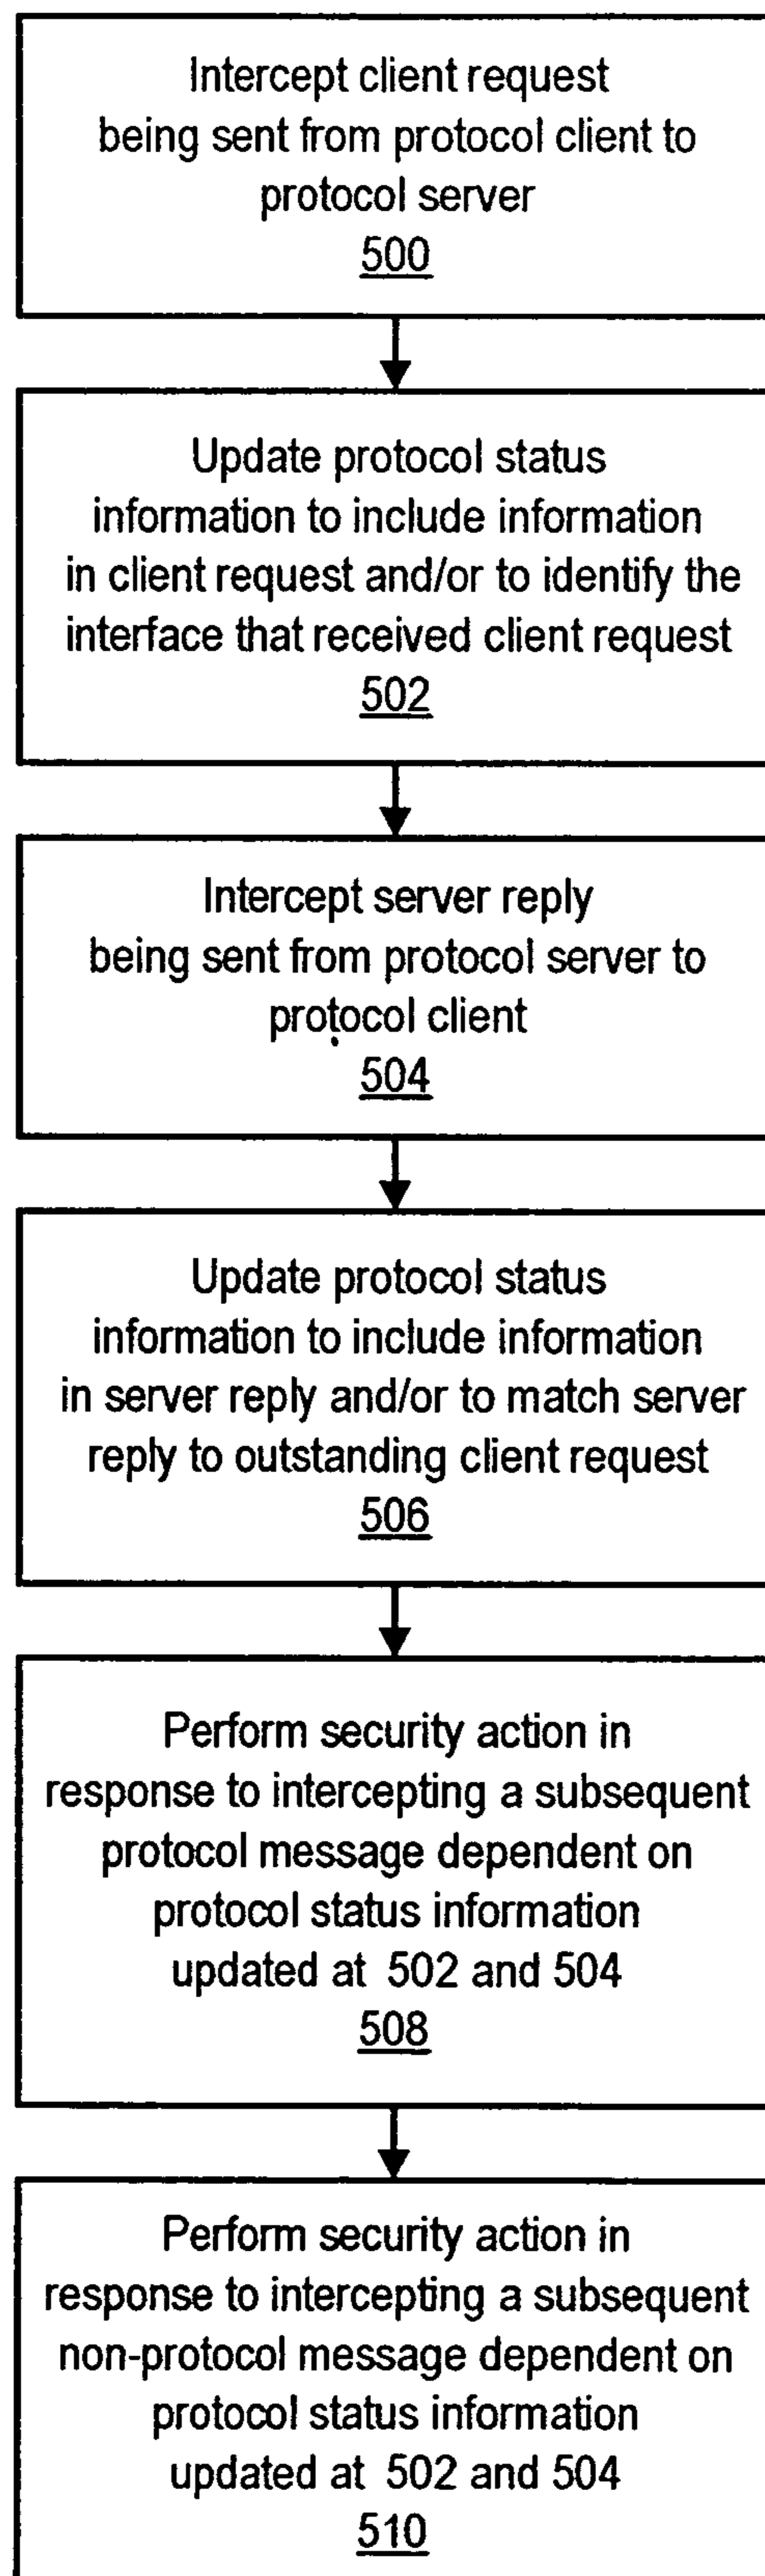 Intercept client request
being sent from protocol client to
protocol server
500
Update protocol status
information to include information
in client request and/or to identify the
interface that received client request
502
Intercept server reply
being sent from protocol server to
protocol client
504
Update protocol status
information to include information
in server reply and/or to match server
reply to outstanding client request
506
Perform security action in
response to intercepting a subsequent
protocol message dependent on
protocol status information
updated at 502 and 504
508
Perform security action in
response to intercepting a subsequent
non-protocol message dependent on
protocol status information
updated at 502 and 504
510